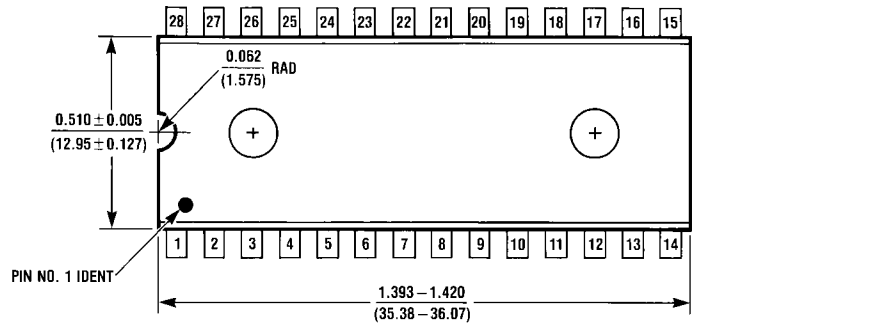 28 27 26 25 24 23 22 21 20 19 18 17 16 15
0.062
(1.575)
RAD
0.510 ± 0.005
(12.95 ± 0.127)
1 2 3 4 5 6 7 8 9 10 11 12 13 14
PIN NO. 1 IDENT
1.393 – 1.420
(35.38 – 36.07)